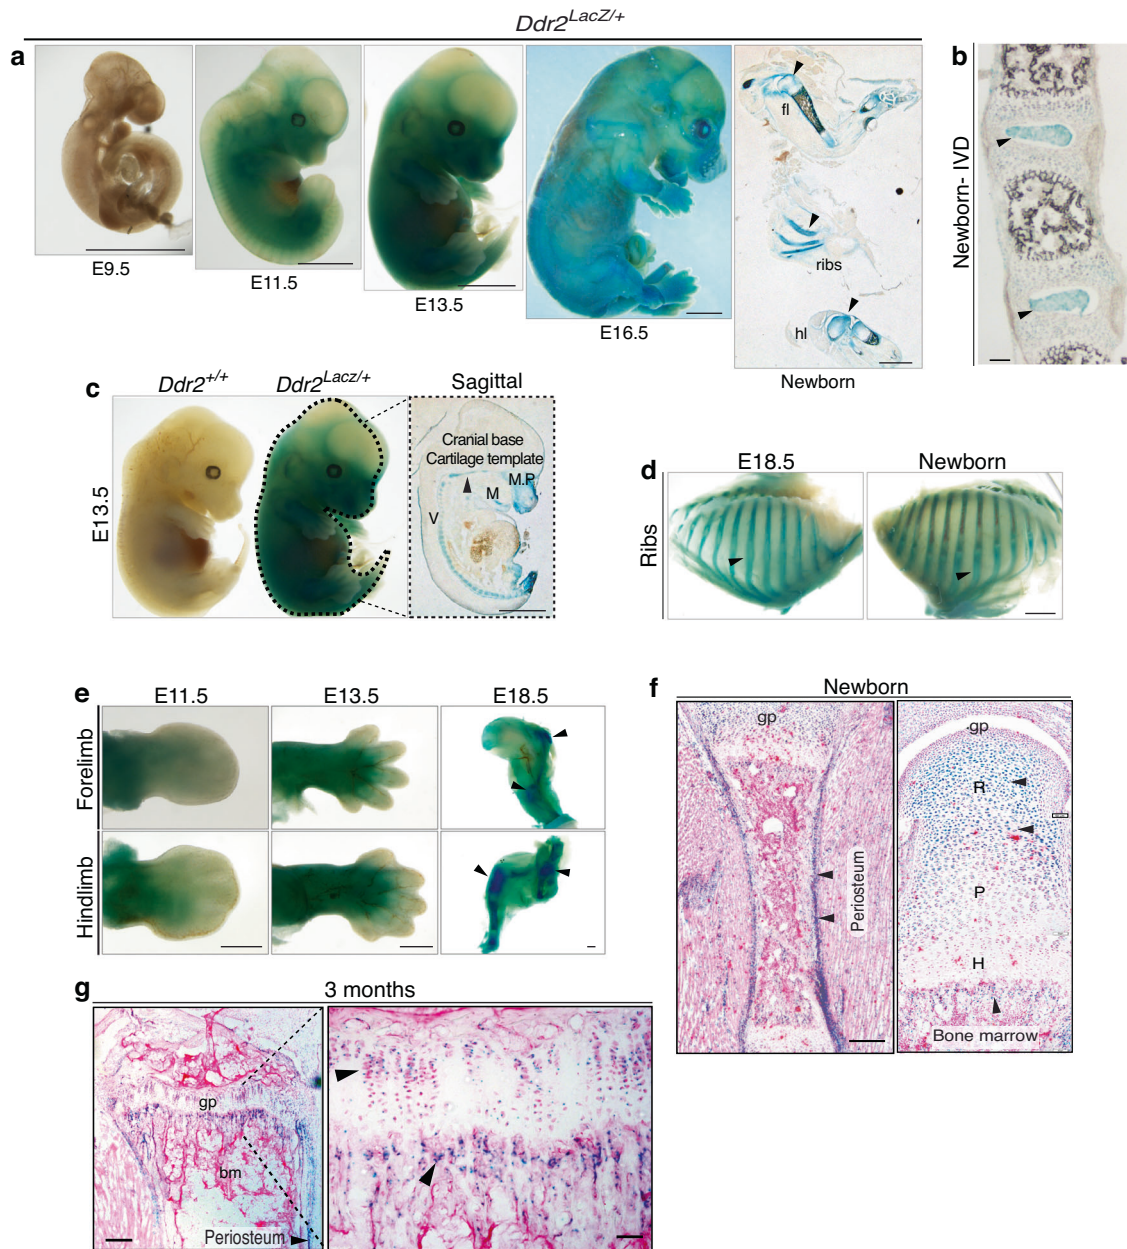 Ddr2LacZ/+
a
E9.5
E11.5
E13.5
E16.5
fl
ribs
hl
Newborn
b
Newborn- IVD
c
Ddr2+/+
Ddr2Lacz/+
Sagittal
E13.5
Cranial base
Cartilage template
M.P
M
V
d
E18.5
Newborn
Ribs
e
E11.5
E13.5
E18.5
Forelimb
Hindlimb
f
Newborn
gp
Periosteum
gp
R
P
H
Bone marrow
g
3 months
gp
bm
Periosteum